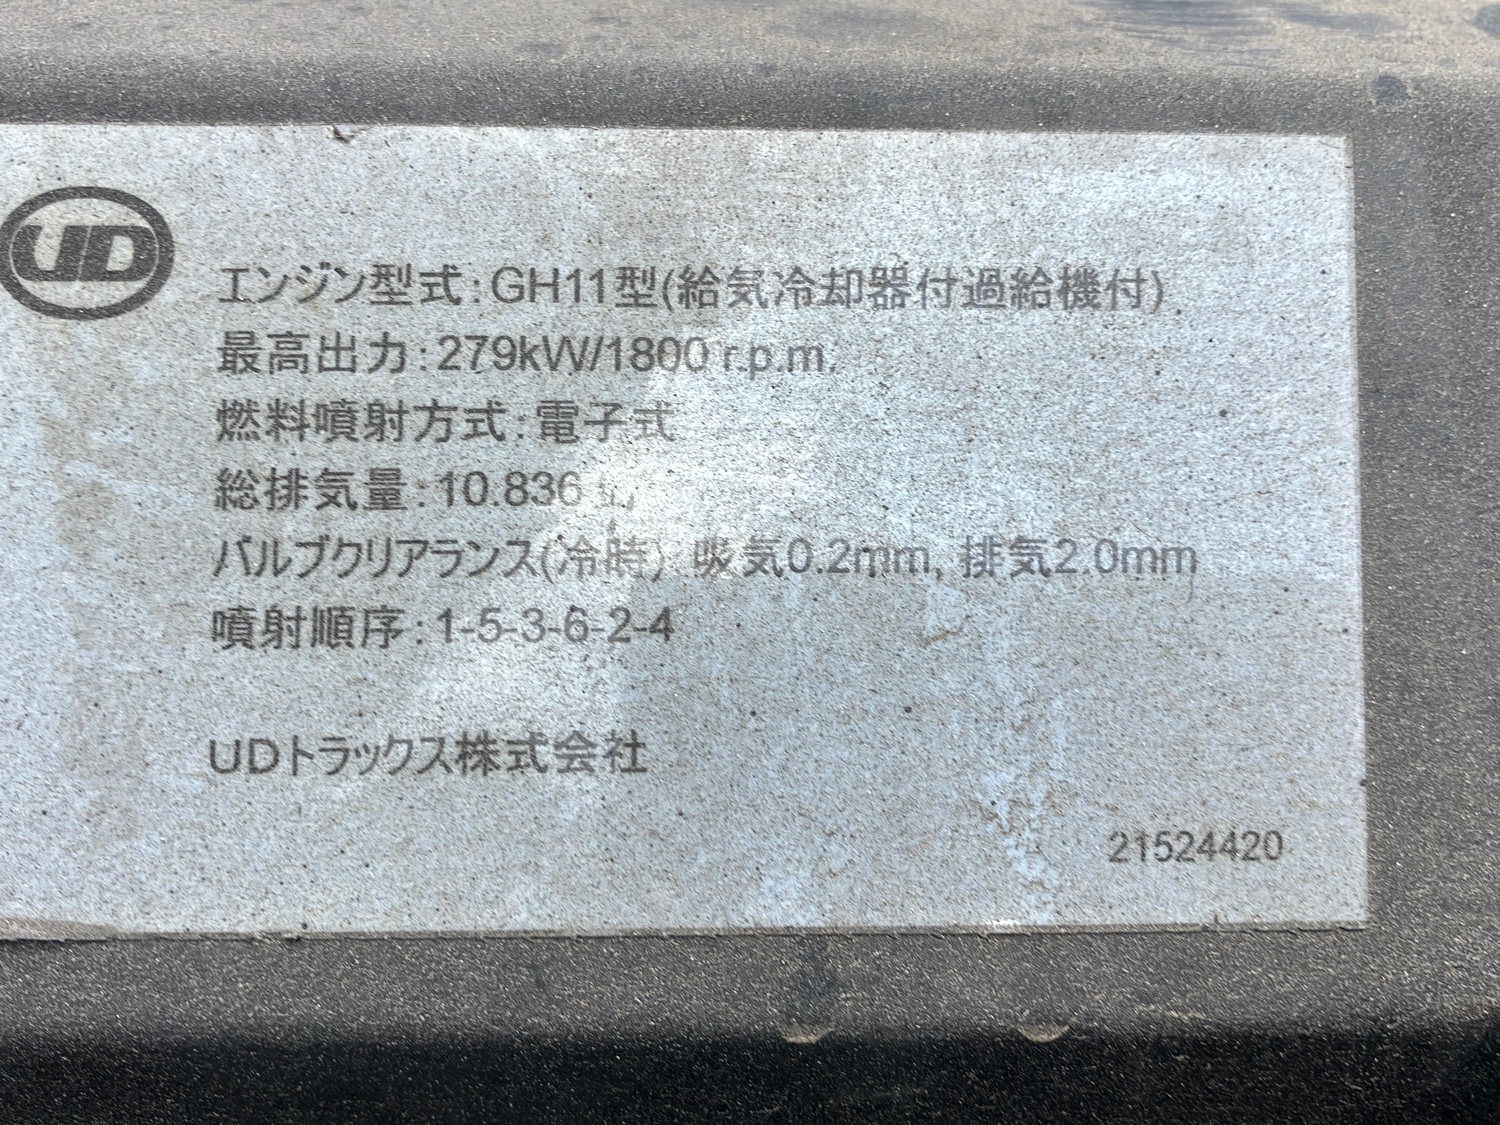 UD
エンジン型式:GH11型(給気冷却器付過給機付)
最高出力:279kW/1800 r.p.m.
燃料噴射方式:電子式
総排気量:10.836
バルブクリアランス(冷時): 吸気0.2mm, 排気2.0mm
噴射順序:1-5-3-6-2-4
UDトラックス株式会社
21524420